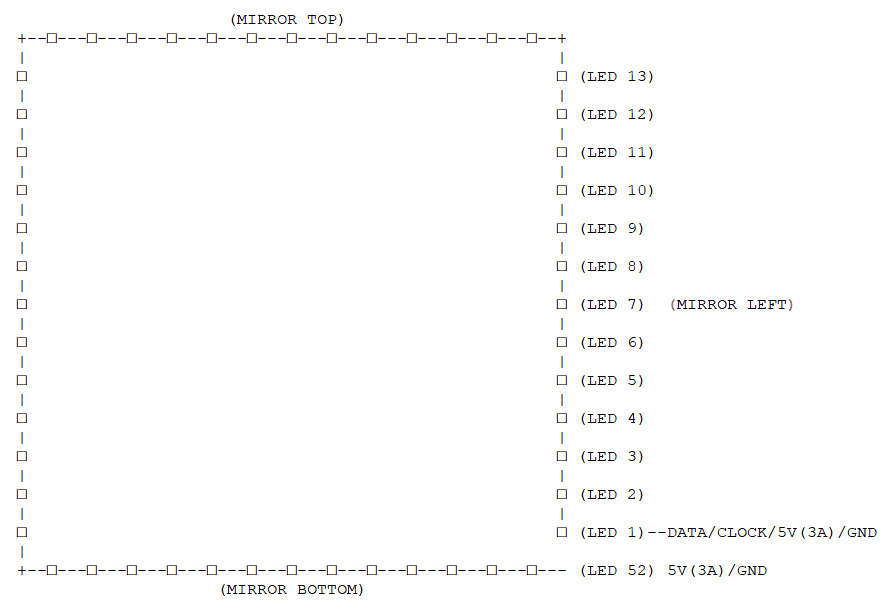 (MIRROR TOP)
(LED 13)
(LED 12)
(LED 11)
(LED 10)
(LED 9)
(LED 8)
(LED 7) (MIRROR LEFT)
(LED 6)
(LED 5)
(LED 4)
(LED 3)
(LED 2)
(LED 1)--DATA/CLOCK/5V(3A)/GND
(LED 52) 5V(3A)/GND
(MIRROR BOTTOM)